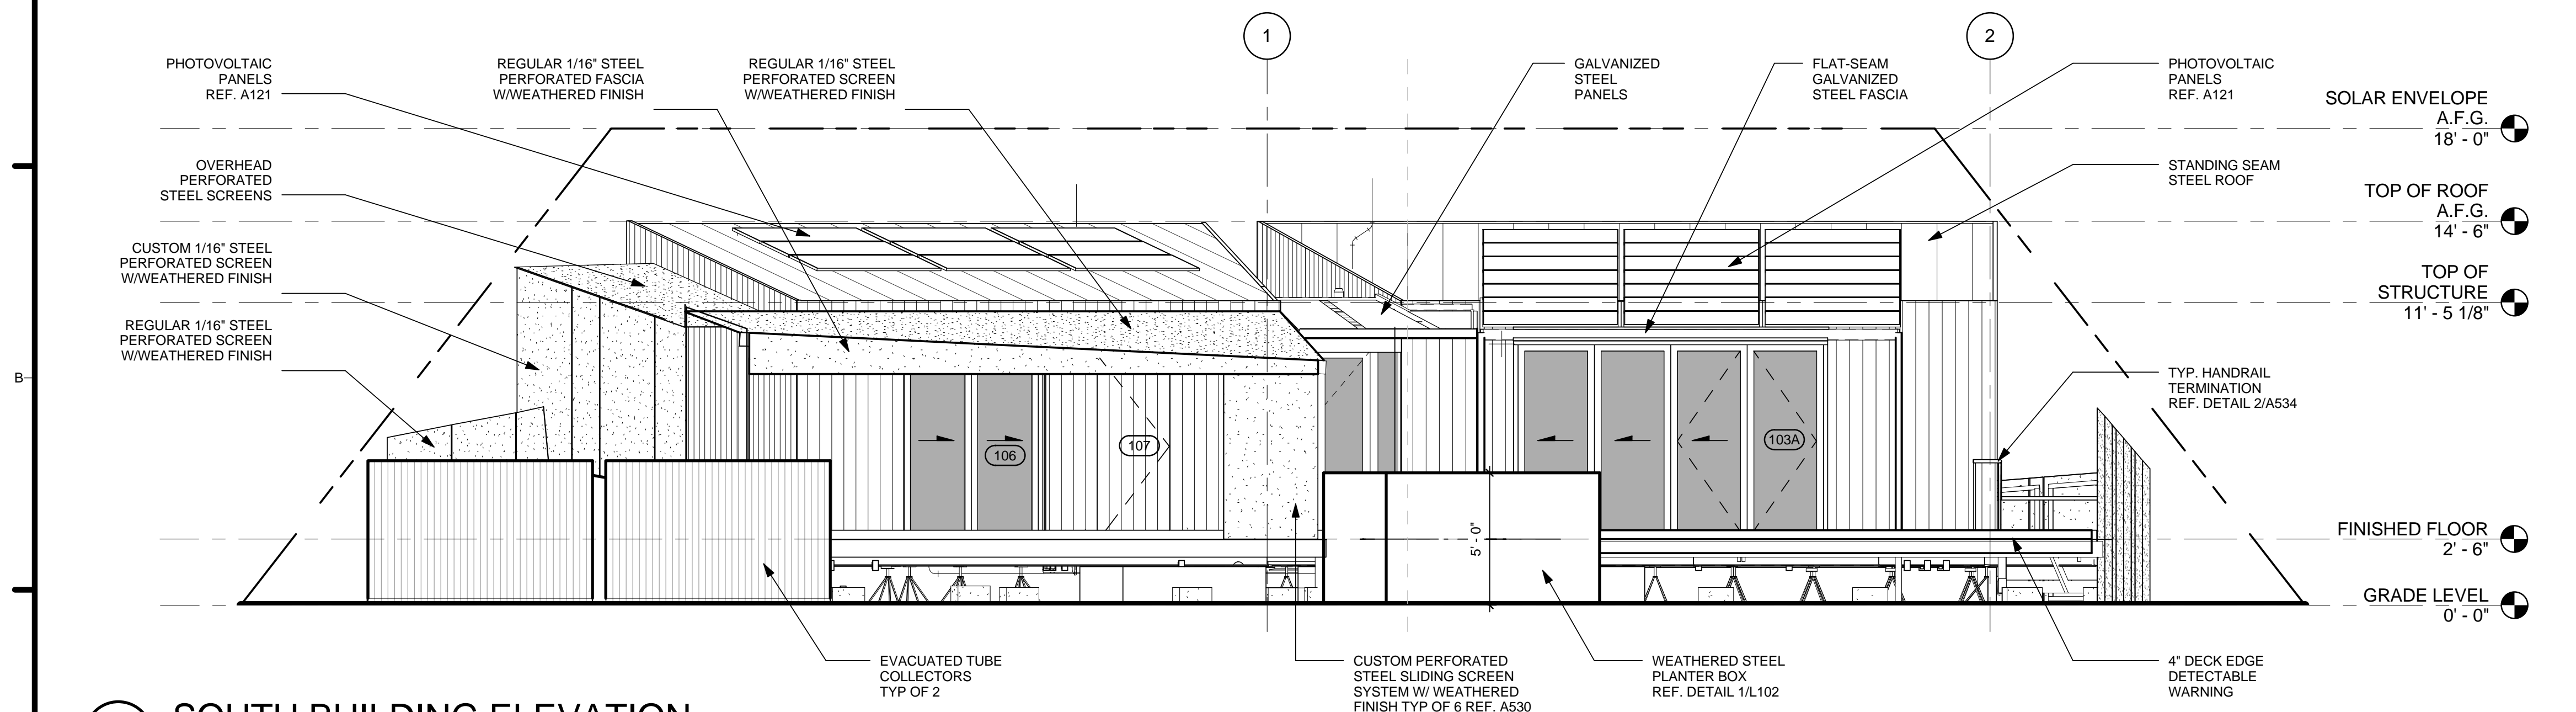 1
2
PHOTOVOLTAIC
PANELS
REF. A121
REGULAR 1/16" STEEL
PERFORATED FASCIA
W/WEATHERED FINISH
REGULAR 1/16" STEEL
PERFORATED SCREEN
W/WEATHERED FINISH
GALVANIZED
STEEL
PANELS
FLAT-SEAM
GALVANIZED
STEEL FASCIA
PHOTOVOLTAIC
PANELS
REF. A121
SOLAR ENVELOPE
A.F.G.
18' - 0"
OVERHEAD
PERFORATED
STEEL SCREENS
STANDING SEAM
STEEL ROOF
TOP OF ROOF
A.F.G.
14' - 6"
CUSTOM 1/16" STEEL
PERFORATED SCREEN
W/WEATHERED FINISH
TOP OF
STRUCTURE
11' - 5 1/8"
REGULAR 1/16" STEEL
PERFORATED SCREEN
W/WEATHERED FINISH
B
TYP. HANDRAIL
TERMINATION
REF. DETAIL 2/A534
106
107
103A
5' - 0"
FINISHED FLOOR
2' - 6"
GRADE LEVEL
0' - 0"
EVACUATED TUBE
COLLECTORS
TYP OF 2
CUSTOM PERFORATED
STEEL SLIDING SCREEN
SYSTEM W/ WEATHERED
FINISH TYP OF 6 REF. A530
WEATHERED STEEL
PLANTER BOX
REF. DETAIL 1/L102
4" DECK EDGE
DETECTABLE
WARNING
SOUTH BUILDING ELEVATION